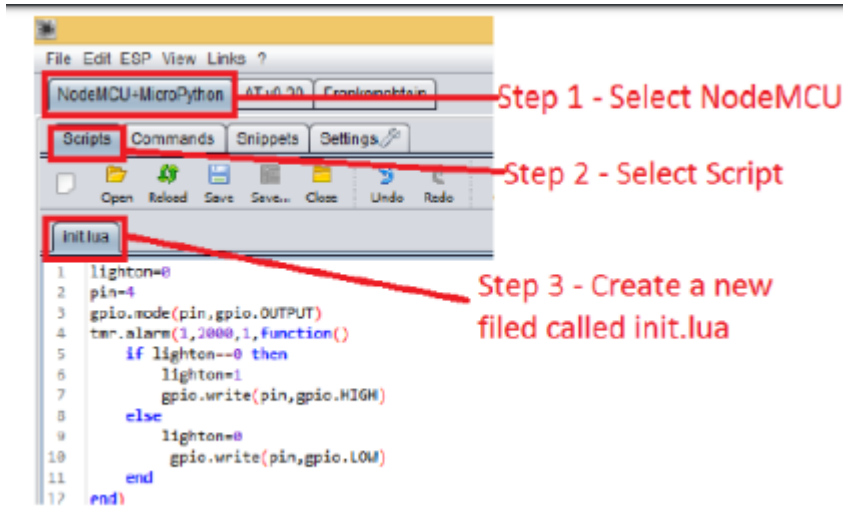 File Edit ESP View Links ?
NodeMCU+MicroPython AT v0.20 Frankenshtein
Step 1 - Select NodeMCU
Scripts Commands Snippets Settings
Step 2 - Select Script
Open Reload Save Save... Close Undo Redo
init.lua
Step 3 - Create a new
filed called init.lua
1 lighton=0
2 pin=4
3 gpio.mode(pin,gpio.OUTPUT)
4 tmr.alarm(1,2000,1,function()
5 if lighton==0 then
6 lighton=1
7 gpio.write(pin,gpio.HIGH)
8 else
9 lighton=0
10 gpio.write(pin,gpio.LOW)
11 end
12 end)